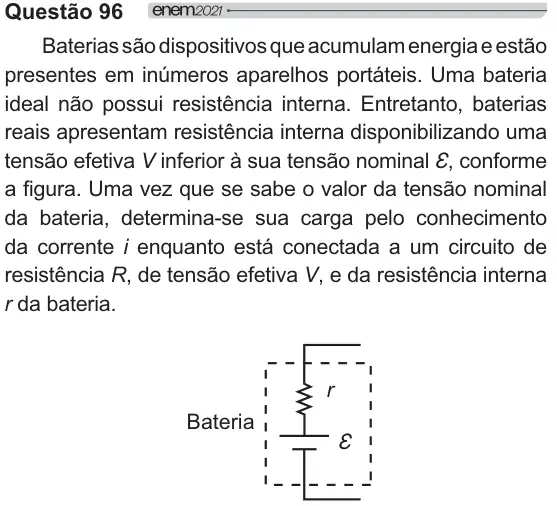 Questão 96 enem2021
Baterias são dispositivos que acumulam energia e estão
presentes em inúmeros aparelhos portáteis. Uma bateria
ideal não possui resistência interna. Entretanto, baterias
reais apresentam resistência interna disponibilizando uma
tensão efetiva V inferior à sua tensão nominal Ɛ, conforme
a figura. Uma vez que se sabe o valor da tensão nominal
da bateria, determina-se sua carga pelo conhecimento
da corrente i enquanto está conectada a um circuito de
resistência R, de tensão efetiva V, e da resistência interna
r da bateria.
r
Bateria
Ɛ